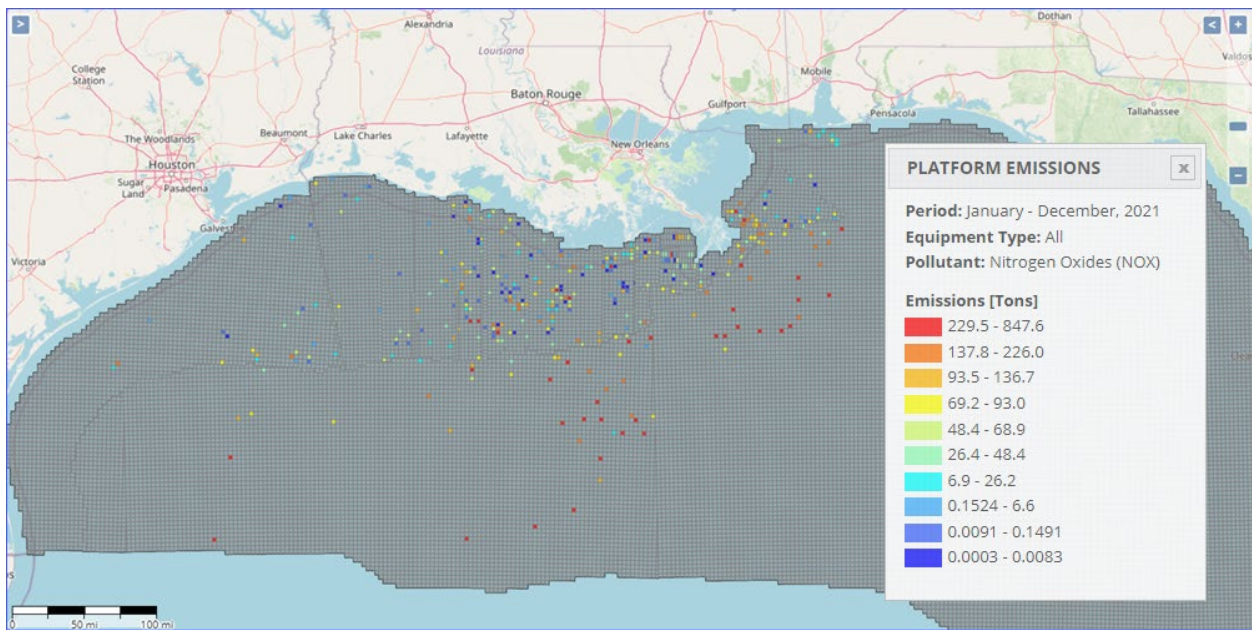 >
Alexandria
Dothan
<
+
Louisiana
Valdos
College
Station
Mobile
Baton Rouge
Gulfport
Pensacola
Tallahassee
The Woodlands
Beaumont
Lake Charles
Lafayette
New Orleans
Houston
Sugar
Land
Pasadena
Galves
Victoria
PLATFORM EMISSIONS
x
Period: January - December, 2021
Equipment Type: All
Pollutant: Nitrogen Oxides (NOX)
Emissions [Tons]
229.5 - 847.6
137.8 - 226.0
93.5 - 136.7
69.2 - 93.0
48.4 - 68.9
26.4 - 48.4
6.9 - 26.2
0.1524 - 6.6
0.0091 - 0.1491
0.0003 - 0.0083
0 50 mi 100 mi